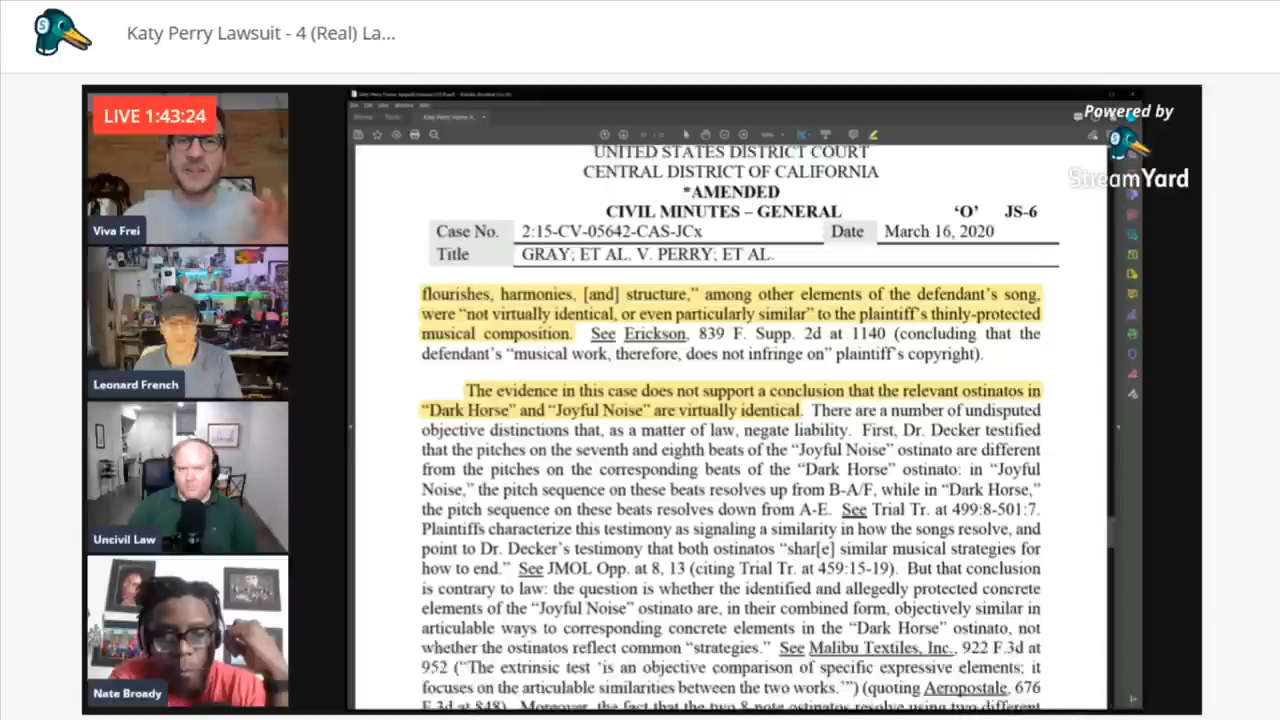 Katy Perry Lawsuit - 4 (Real) La...
LIVE 1:43:24
Viva Frei
Leonard French
Uncivil Law
Nate Broady
Powered by
StreamYard
UNITED STATES DISTRICT COURT
CENTRAL DISTRICT OF CALIFORNIA
*AMENDED
CIVIL MINUTES – GENERAL ‘O’ JS-6
Case No. 2:15-CV-05642-CAS-JCx Date March 16, 2020
Title GRAY; ET AL. V. PERRY; ET AL.
flourishes, harmonies, [and] structure,” among other elements of the defendant’s song,
were “not virtually identical, or even particularly similar” to the plaintiff’s thinly-protected
musical composition. See Erickson, 839 F. Supp. 2d at 1140 (concluding that the
defendant’s “musical work, therefore, does not infringe on” plaintiff’s copyright).
The evidence in this case does not support a conclusion that the relevant ostinatos in
“Dark Horse” and “Joyful Noise” are virtually identical. There are a number of undisputed
objective distinctions that, as a matter of law, negate liability. First, Dr. Decker testified
that the pitches on the seventh and eighth beats of the “Joyful Noise” ostinato are different
from the pitches on the corresponding beats of the “Dark Horse” ostinato: in “Joyful
Noise,” the pitch sequence on these beats resolves up from B-A/F, while in “Dark Horse,”
the pitch sequence on these beats resolves down from A-E. See Trial Tr. at 499:8-501:7.
Plaintiffs characterize this testimony as signaling a similarity in how the songs resolve, and
point to Dr. Decker’s testimony that both ostinatos “shar[e] similar musical strategies for
how to end.” See JMOL Opp. at 8, 13 (citing Trial Tr. at 459:15-19). But that conclusion
is contrary to law: the question is whether the identified and allegedly protected concrete
elements of the “Joyful Noise” ostinato are, in their combined form, objectively similar in
articulable ways to corresponding concrete elements in the “Dark Horse” ostinato, not
whether the ostinatos reflect common “strategies.” See Malibu Textiles, Inc., 922 F.3d at
952 (“The extrinsic test ‘is an objective comparison of specific expressive elements; it
focuses on the articulable similarities between the two works.’”) (quoting Aeropostale, 676
F.3d at 848). Moreover, the fact that the two 8-note ostinatos resolve using two different